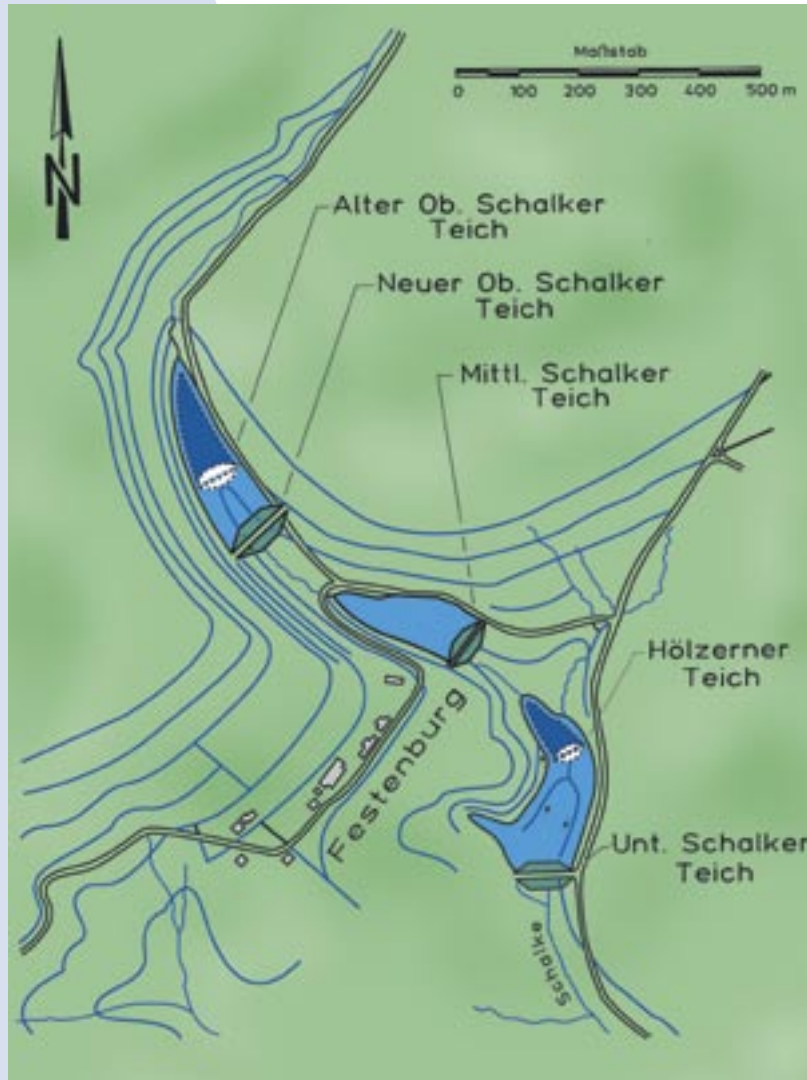 Maßstab
0 100 200 300 400 500 m
N
Alter Ob. Schalker
Teich
Neuer Ob. Schalker
Teich
Mittl. Schalker
Teich
Hölzerner
Teich
Festenburg
Unt. Schalker
Teich
Schalke